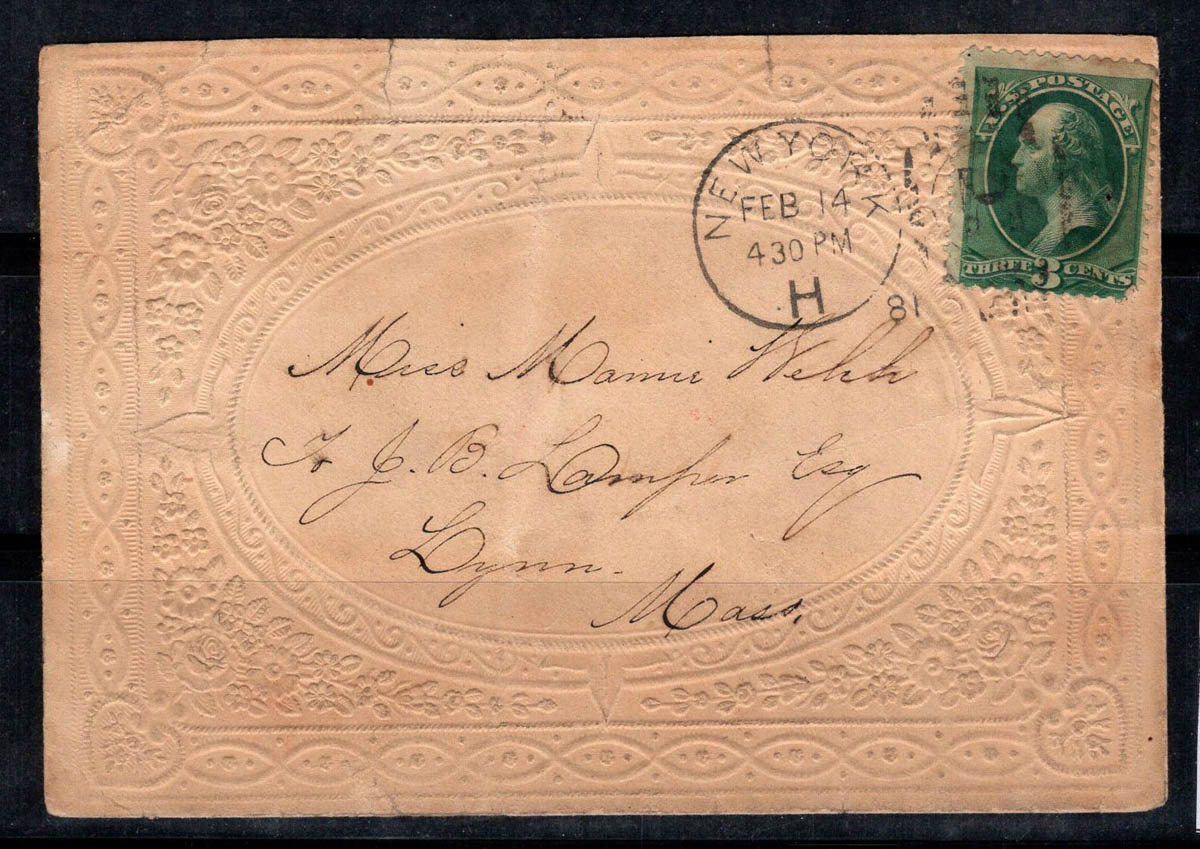 U.S. POSTAGE
THREE 3 CENTS
NEW YORK
FEB 14
430 PM
H
81
Miss Mamie Webb
To J. B. Lamper Esq
Lynn.
Mass.